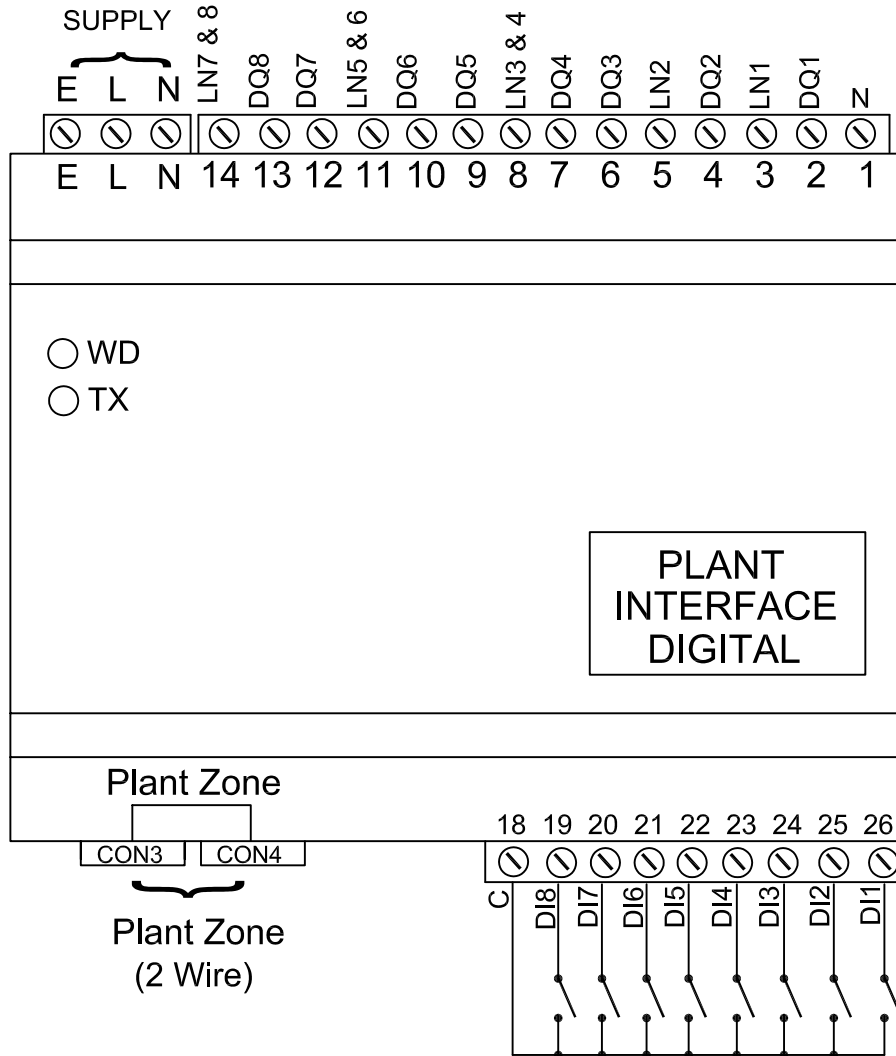 SUPPLY
E L N LN7 & 8 DQ8 DQ7 LN5 & 6 DQ6 DQ5 LN3 & 4 DQ4 DQ3 LN2 DQ2 LN1 DQ1 N
E L N 14 13 12 11 10 9 8 7 6 5 4 3 2 1
WD
TX
PLANT
INTERFACE
DIGITAL
Plant Zone
18 19 20 21 22 23 24 25 26
CON3 CON4
C DI8 DI7 DI6 DI5 DI4 DI3 DI2 DI1
Plant Zone
(2 Wire)